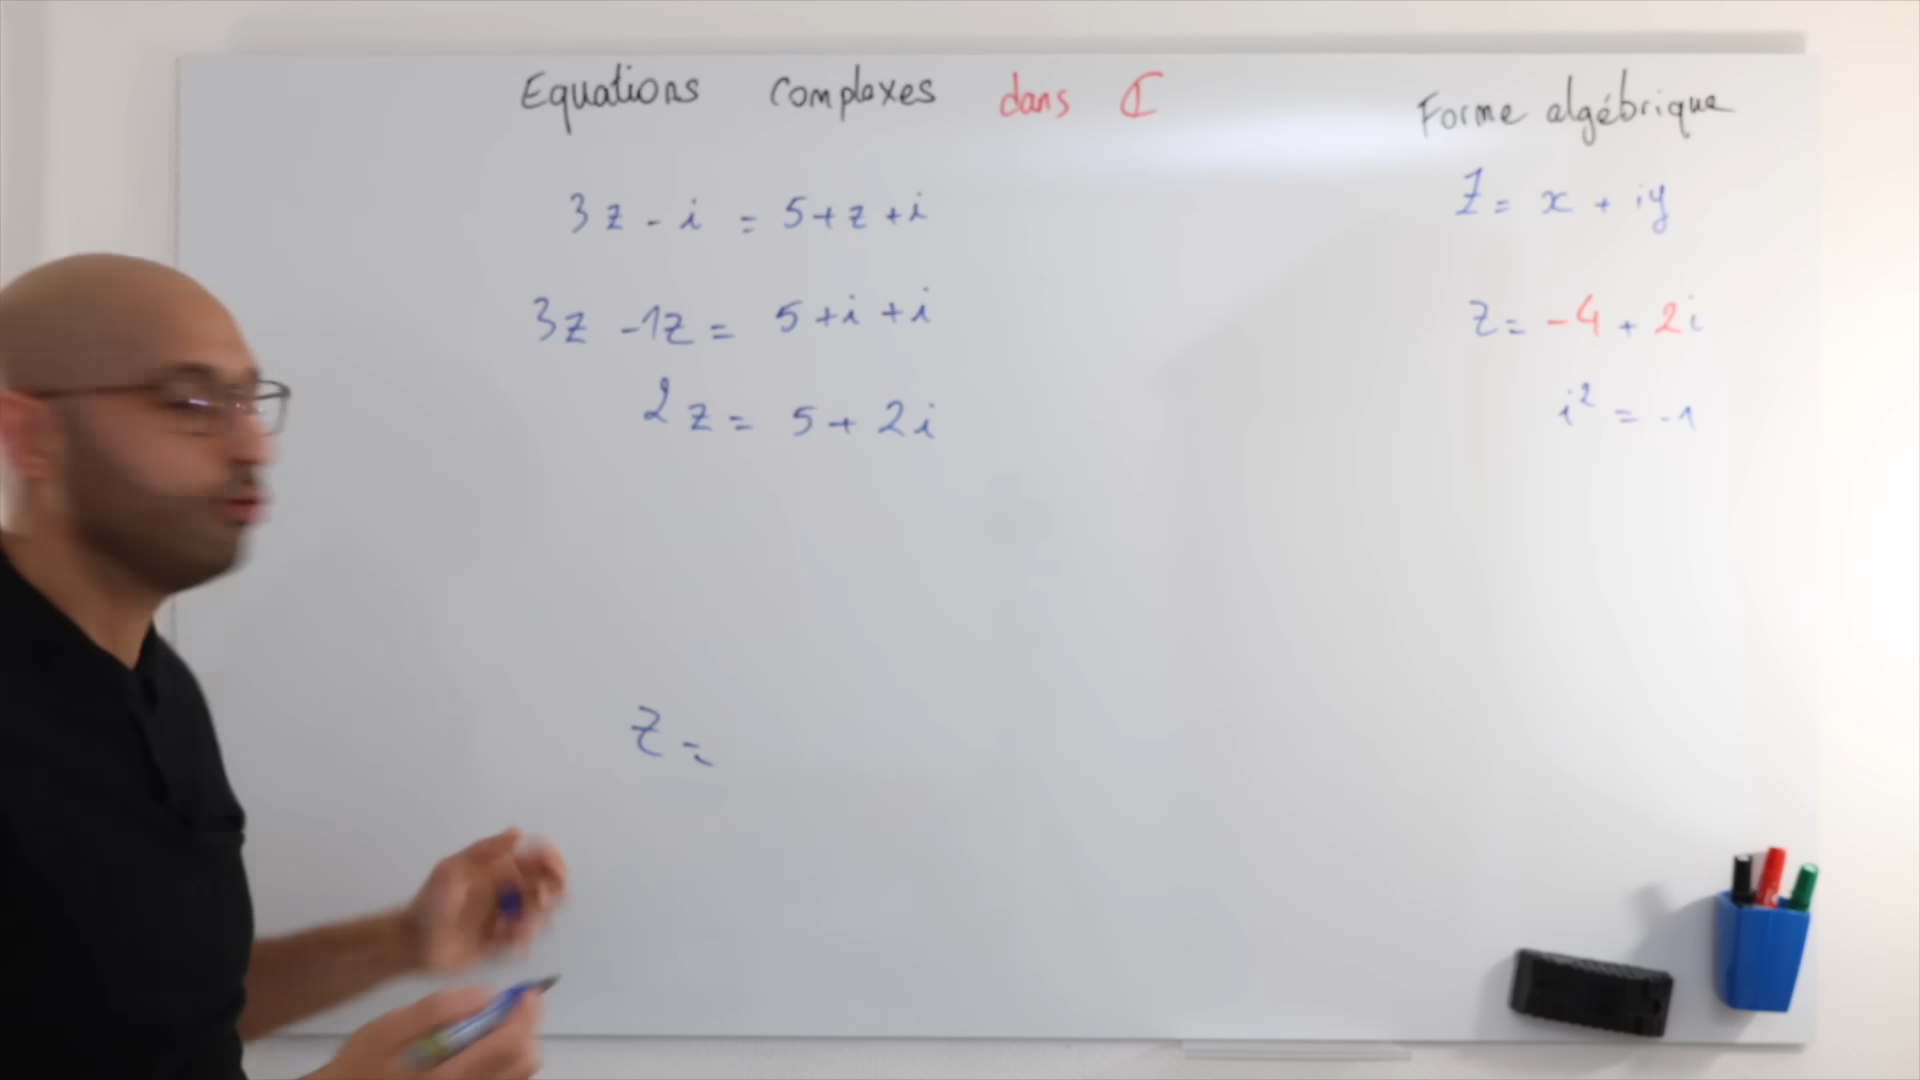 Equations complexes dans ℂ
3z - i = 5 + z + i
3z - 1z = 5 + i + i
2z = 5 + 2i
z =
Forme algébrique
Z = x + iy
z = -4 + 2i
i² = -1